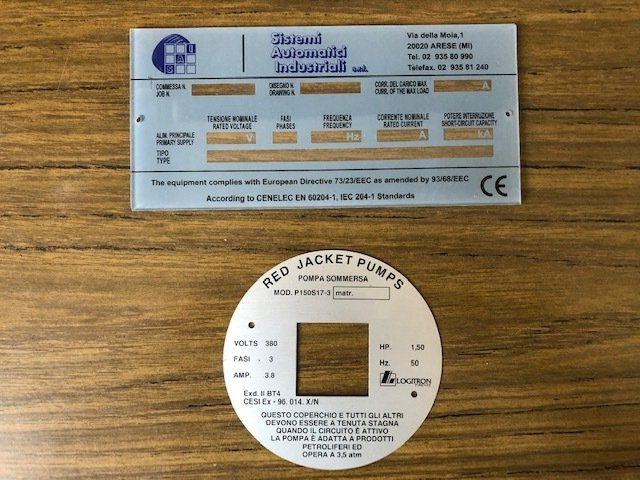 Sistemi
Automatici
Industriali s.r.l.
Via della Moia,1
20020 ARESE (MI)
Tel. 02 935 80 990
Telefax. 02 935 81 240
COMMESSA N.
JOB N.
DISEGNO N.
DRAWING N.
CORR. DEL CARICO MAX
CURR. OF THE MAX LOAD
A
TENSIONE NOMINALE
RATED VOLTAGE
FASI
PHASES
FREQUENZA
FREQUENCY
CORRENTE NOMINALE
RATED CURRENT
POTERE INTERRUZIONE
SHORT-CIRCUIT CAPACITY
ALIM. PRINCIPALE
PRIMARY SUPPLY
V
Hz
A
kA
TIPO
TYPE
The equipment complies with European Directive 73/23/EEC as amended by 93/68/EEC
According to CENELEC EN 60204-1, IEC 204-1 Standards
CE
RED JACKET PUMPS
POMPA SOMMERSA
MOD. P150S17-3 matr.
VOLTS 380
FASI . 3
AMP. 3.8
HP. 1,50
Hz. 50
LOGITRON
Exd. II BT4
CESI Ex - 96. 014. X/N
QUESTO COPERCHIO E TUTTI GLI ALTRI
DEVONO ESSERE A TENUTA STAGNA
QUANDO IL CIRCUITO È ATTIVO
LA POMPA È ADATTA A PRODOTTI
PETROLIFERI ED
OPERA A 3,5 atm